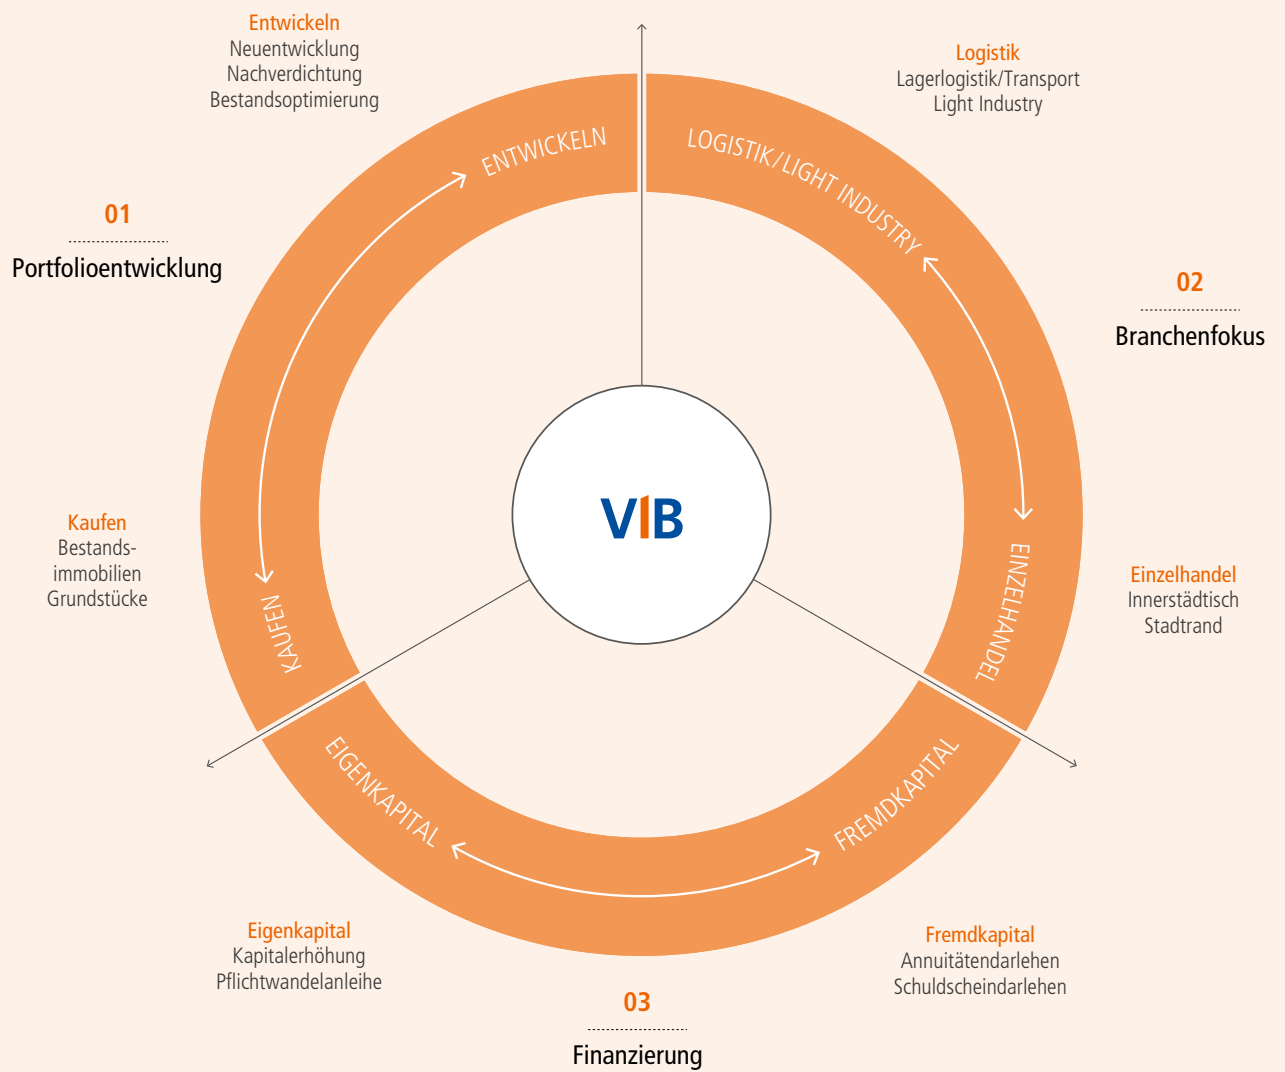 Entwickeln
Neuentwicklung
Nachverdichtung
Bestandsoptimierung
Logistik
Lagerlogistik/Transport
Light Industry
ENTWICKELN
LOGISTIK/LIGHT INDUSTRY
01
Portfolioentwicklung
02
Branchenfokus
VIB
Kaufen
Bestands-
immobilien
Grundstücke
KAUFEN
EINZELHANDEL
Einzelhandel
Innerstädtisch
Stadtrand
EIGENKAPITAL
FREMDKAPITAL
Eigenkapital
Kapitalerhöhung
Pflichtwandelanleihe
Fremdkapital
Annuitätendarlehen
Schuldscheindarlehen
03
Finanzierung